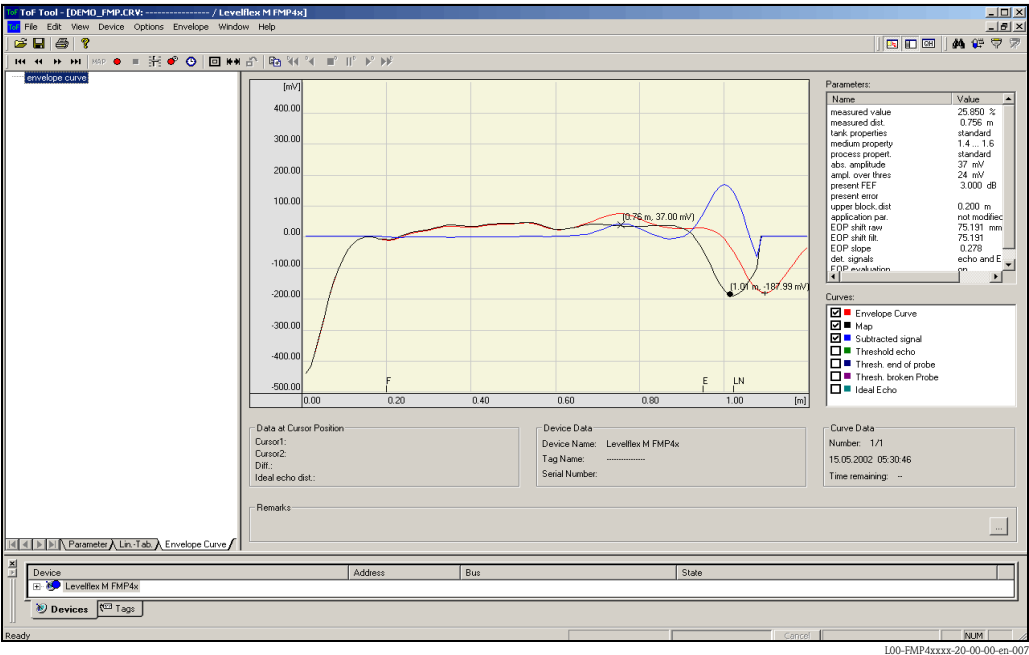 ToF Tool - [DEMO_FMP.CRV: ---------------- / Levelflex M FMP4x]
File Edit View Device Options Envelope Window Help
MAP
envelope curve
[mV]
400.00
300.00
200.00
100.00
0.00
-100.00
-200.00
-300.00
-400.00
-500.00
(0.76 m, 37.00 mV)
(1.01 m, -187.99 mV)
F
E
LN
0.00 0.20 0.40 0.60 0.80 1.00 [m]
Parameters:
Name Value
measured value 25.850 %
measured dist. 0.756 m
tank properties standard
medium property 1.4 ... 1.6
process propert. standard
abs. amplitude 37 mV
ampl. over thres 24 mV
present FEF 3.000 dB
present error
upper block.dist 0.200 m
application par. not modified
EOP shift raw 75.191 mm
EOP shift filt. 75.191
EOP slope 0.278
det. signals echo and E
EOP evaluation on
Curves:
Envelope Curve
Map
Subtracted signal
Threshold echo
Thresh. end of probe
Thresh. broken Probe
Ideal Echo
Data at Cursor Position
Cursor1:
Cursor2:
Diff.:
Ideal echo dist.:
Device Data
Device Name: Levelflex M FMP4x
Tag Name: ----------------
Serial Number:
Curve Data
Number: 1/1
15.05.2002 05:30:46
Time remaining: --
Remarks
...
Parameter Lin.-Tab. Envelope Curve
Device Address Bus State
Levelflex M FMP4x
Devices Tags
Ready Cancel NUM
L00-FMP4xxxx-20-00-00-en-007